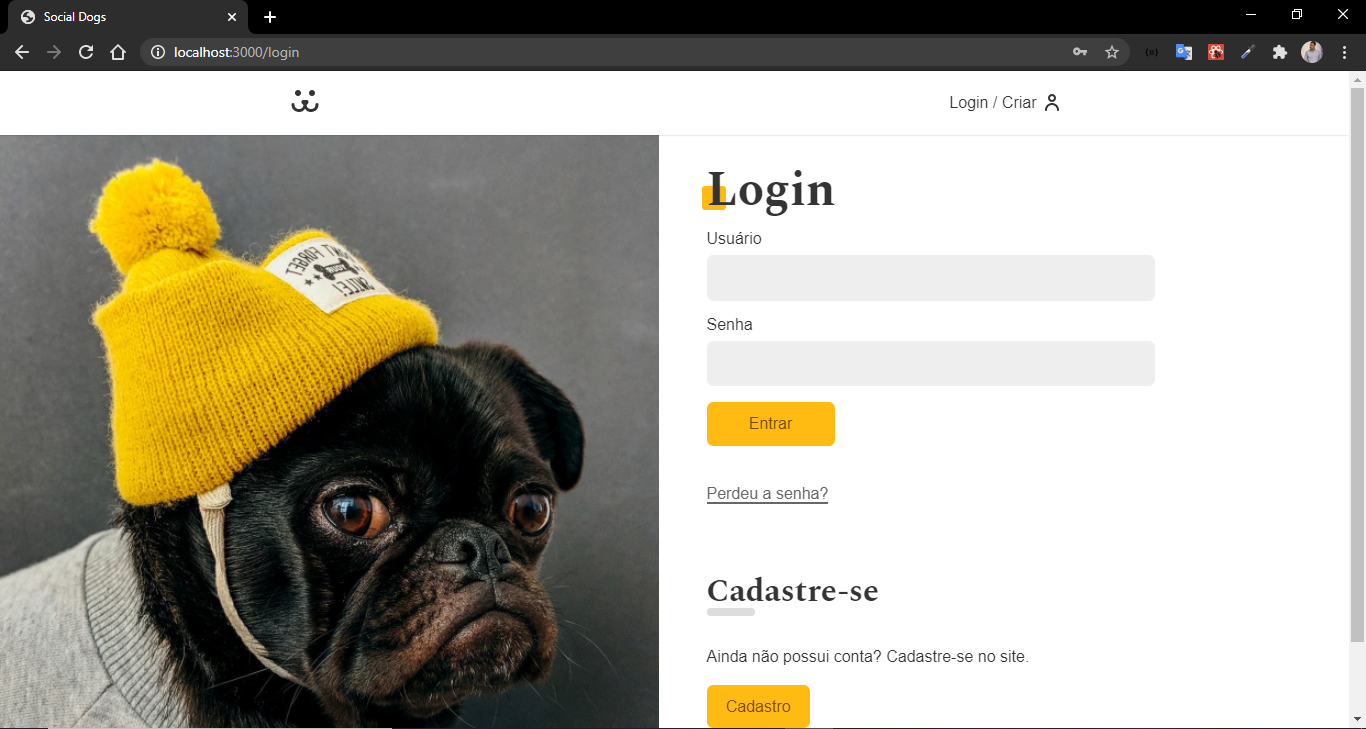 Social Dogs
localhost:3000/login
Login / Criar
Login
Usuário
Senha
Entrar
Perdeu a senha?
Cadastre-se
Ainda não possui conta? Cadastre-se no site.
Cadastro